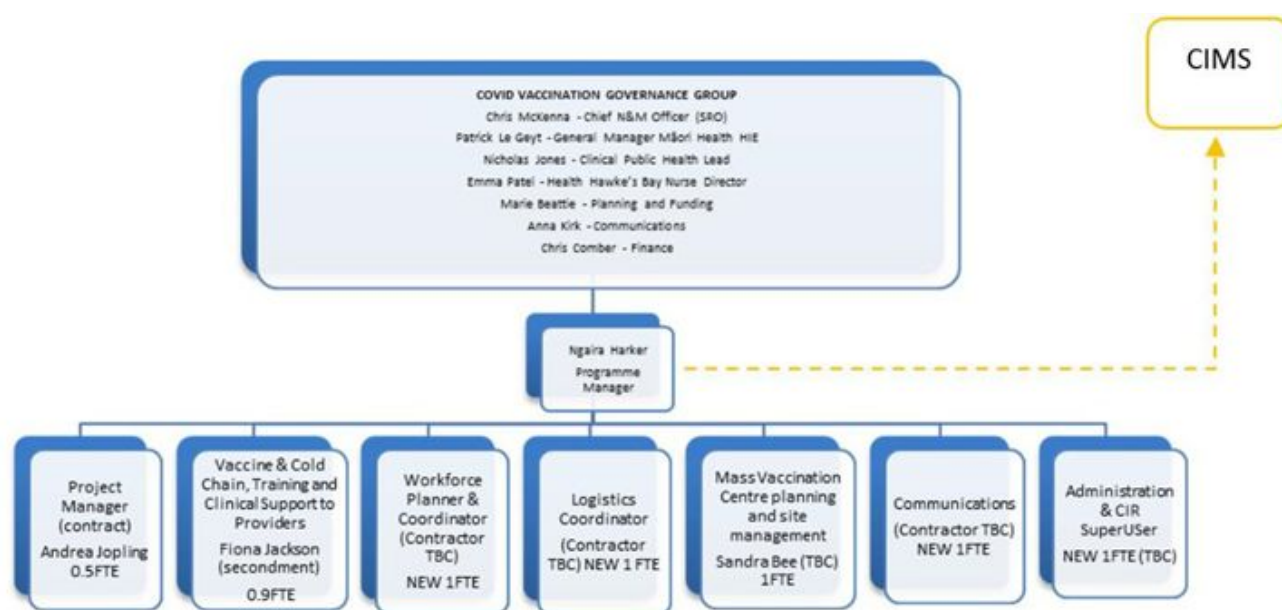 CIMS
COVID VACCINATION GOVERNANCE GROUP
Chris McKenna - Chief N&M Officer (SRO)
Patrick Le Geyt - General Manager Māori Health HIE
Nicholas Jones - Clinical Public Health Lead
Emma Patel - Health Hawke's Bay Nurse Director
Marie Beattie - Planning and Funding
Anna Kirk - Communications
Chris Comber - Finance
Ngaira Harker
Programme
Manager
Project
Manager
(contract)
Andrea Jopling
0.5FTE
Vaccine & Cold
Chain, Training and
Clinical Support to
Providers
Fiona Jackson
(secondment)
0.9FTE
Workforce
Planner &
Coordinator
(Contractor
TBC)
NEW 1FTE
Logistics
Coordinator
(Contractor
TBC) NEW 1 FTE
Mass Vaccination
Centre planning
and site
management
Sandra Bee (TBC)
1FTE
Communications
(Contractor TBC)
NEW 1FTE
Administration
& CIR
SuperUSer
NEW 1FTE (TBC)